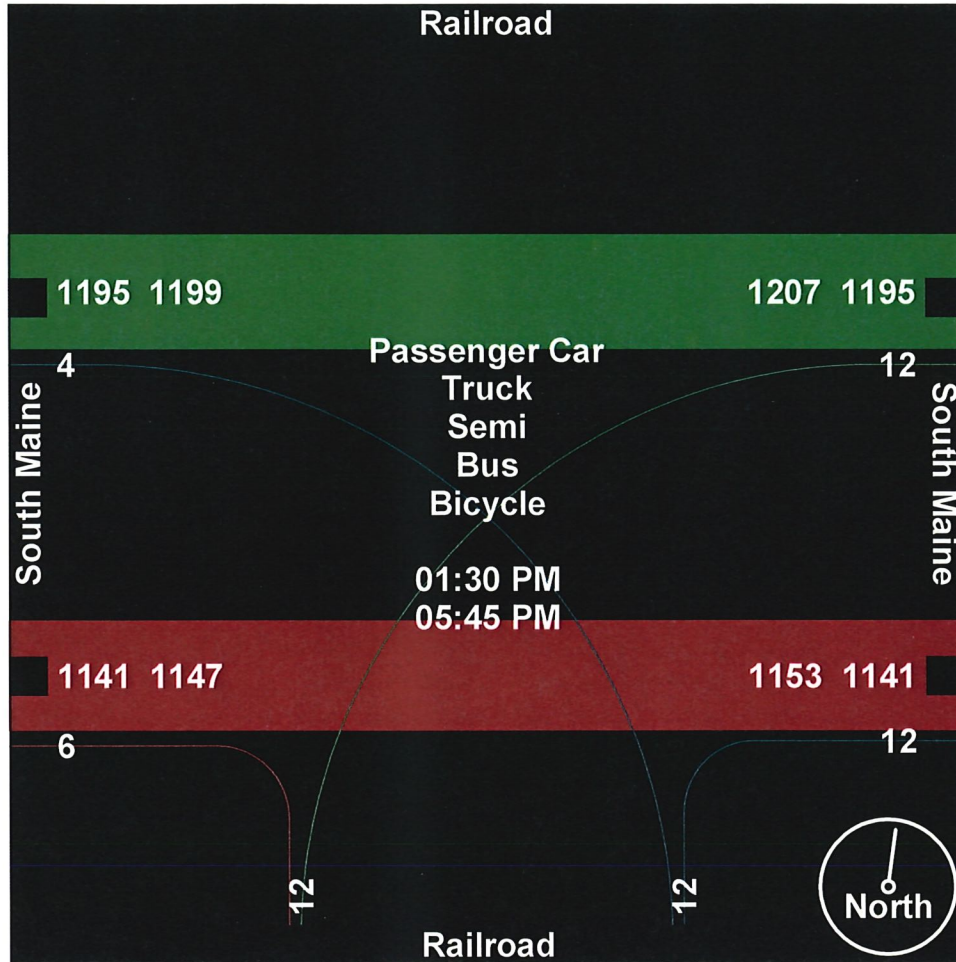 Railroad
1195 1199
1207 1195
4
Passenger Car
12
Truck
Semi
Bus
Bicycle
South Maine
South Maine
01:30 PM
05:45 PM
1141 1147
1153 1141
6
12
12
12
North
Railroad